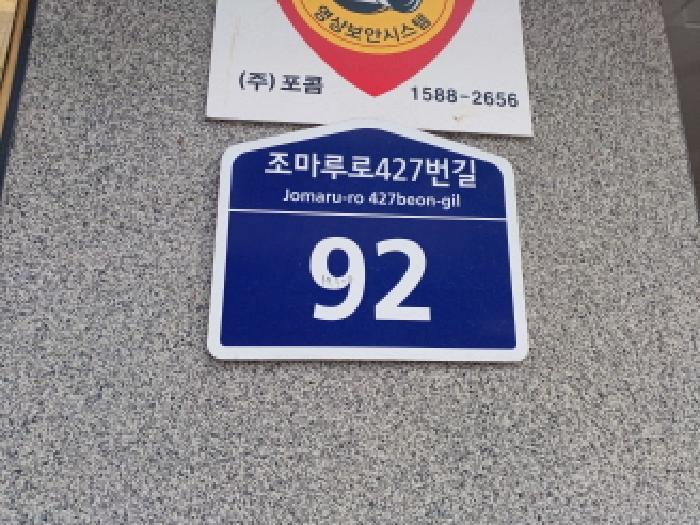 영상보안시스템
(주) 포콤
1588-2656
조마루로427번길
Jomaru-ro 427beon-gil
92